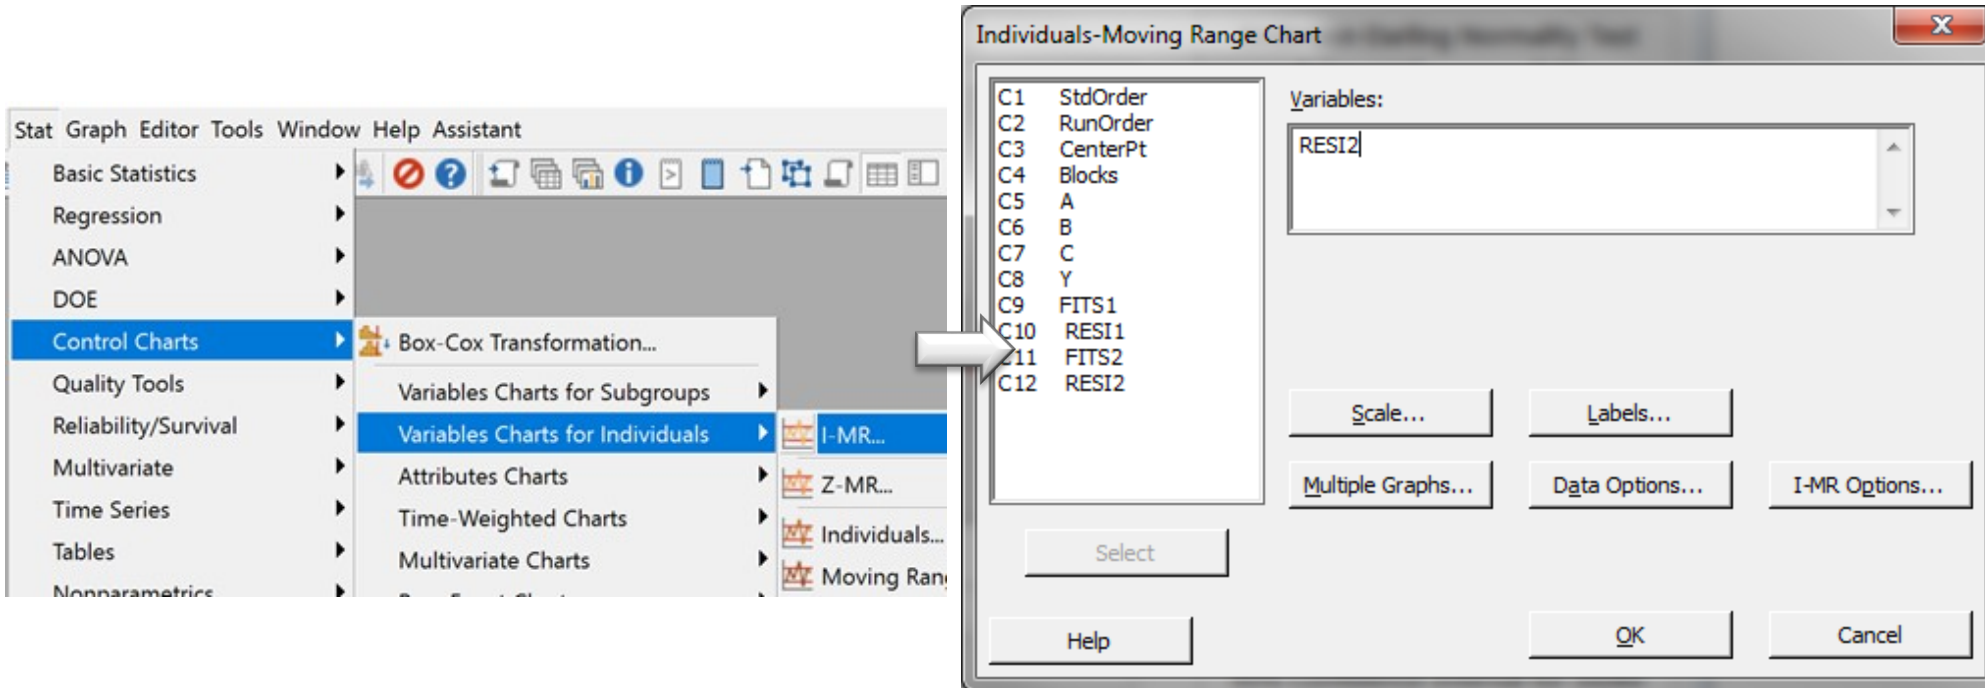 Stat Graph Editor Tools Window Help Assistant
Basic Statistics
Regression
ANOVA
DOE
Control Charts
Quality Tools
Reliability/Survival
Multivariate
Time Series
Tables
Nonparametrics
Box-Cox Transformation...
Variables Charts for Subgroups
Variables Charts for Individuals
Attributes Charts
Time-Weighted Charts
Multivariate Charts
I-MR...
Z-MR...
Individuals...
Moving Ran
Individuals-Moving Range Chart
C1 StdOrder
C2 RunOrder
C3 CenterPt
C4 Blocks
C5 A
C6 B
C7 C
C8 Y
C9 FITS1
C10 RESI1
C11 FITS2
C12 RESI2
Variables:
RESI2
Scale...
Labels...
Multiple Graphs...
Data Options...
I-MR Options...
Select
Help
OK
Cancel